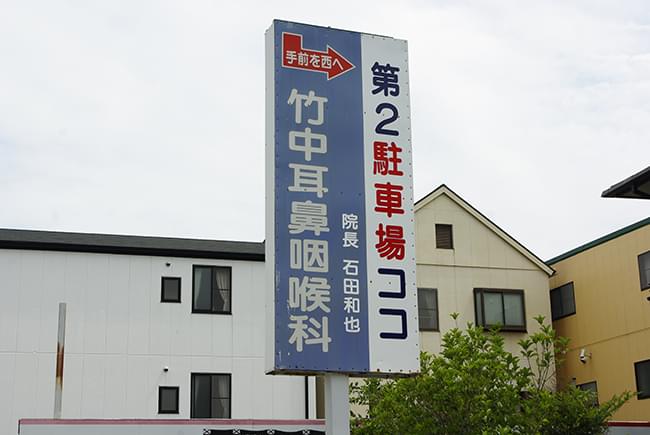 手前を西へ
第2駐車場ココ
竹中耳鼻咽喉科
院長 石田和也